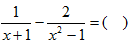 1/(x+1) − 2/(x²−1) = ( )